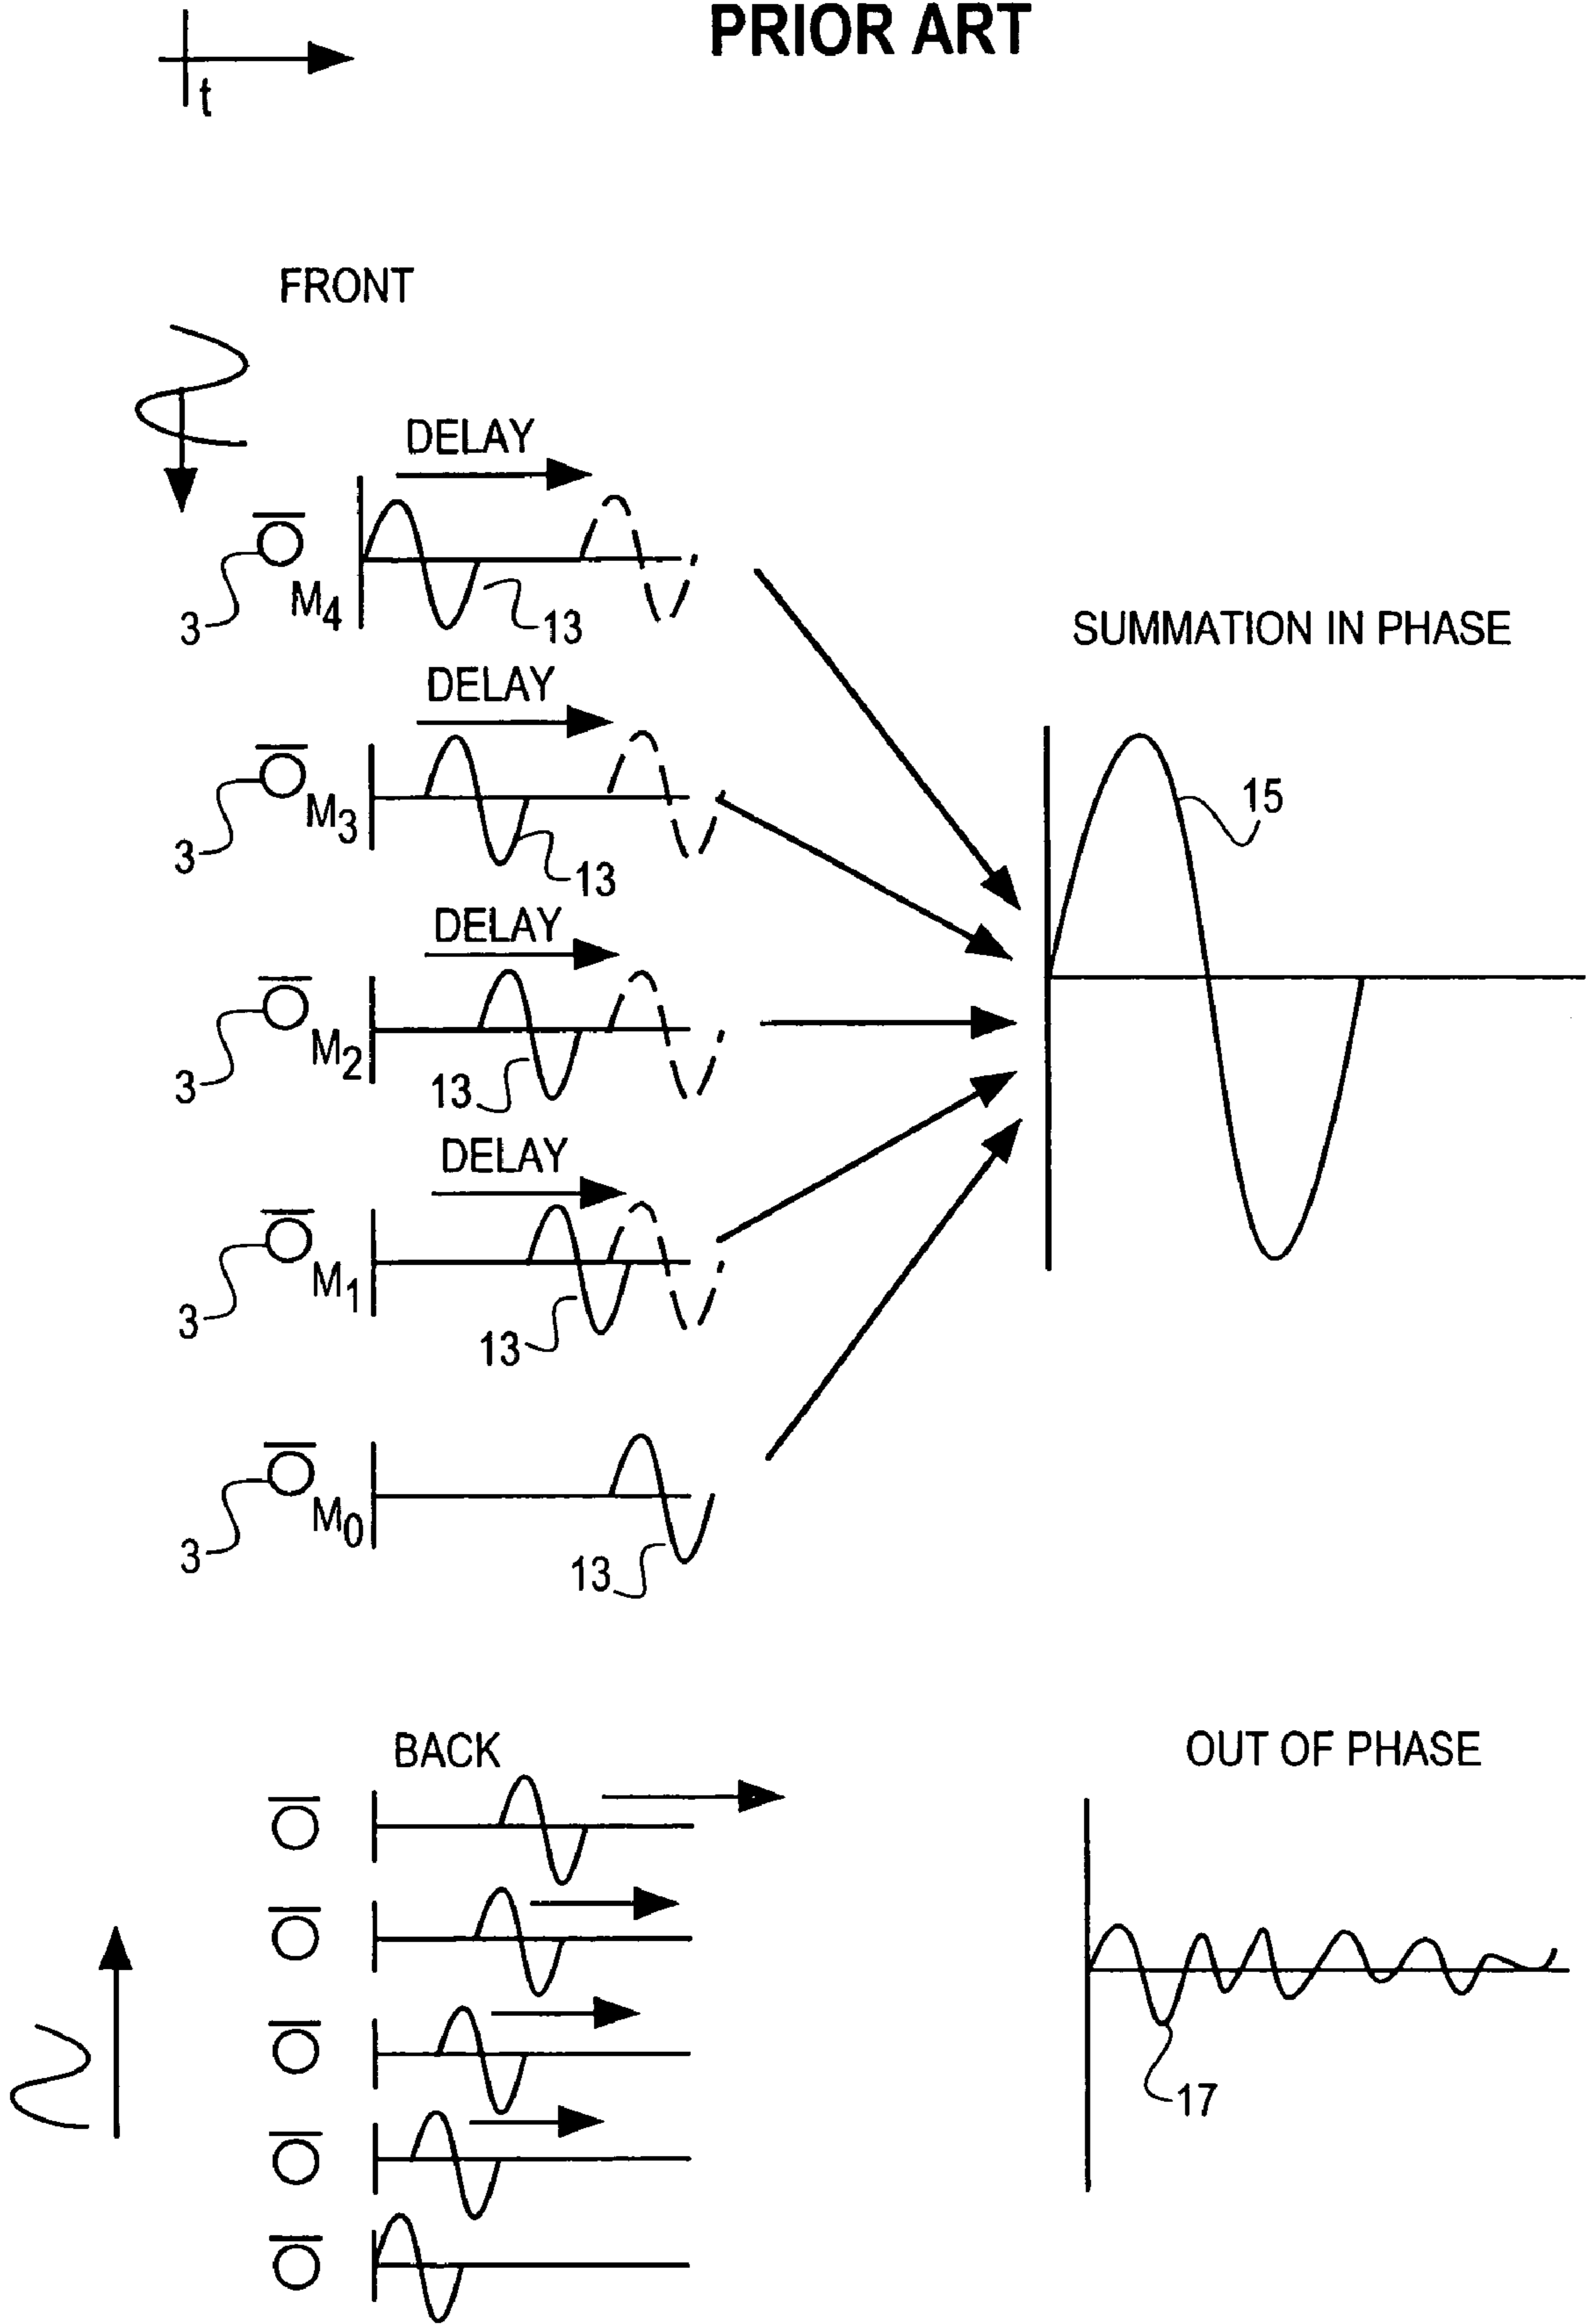 PRIOR ART
t
FRONT
DELAY
3
M4
13
SUMMATION IN PHASE
DELAY
3
M3
13
15
DELAY
3
M2
13
DELAY
3
M1
13
3
M0
13
BACK
OUT OF PHASE
17